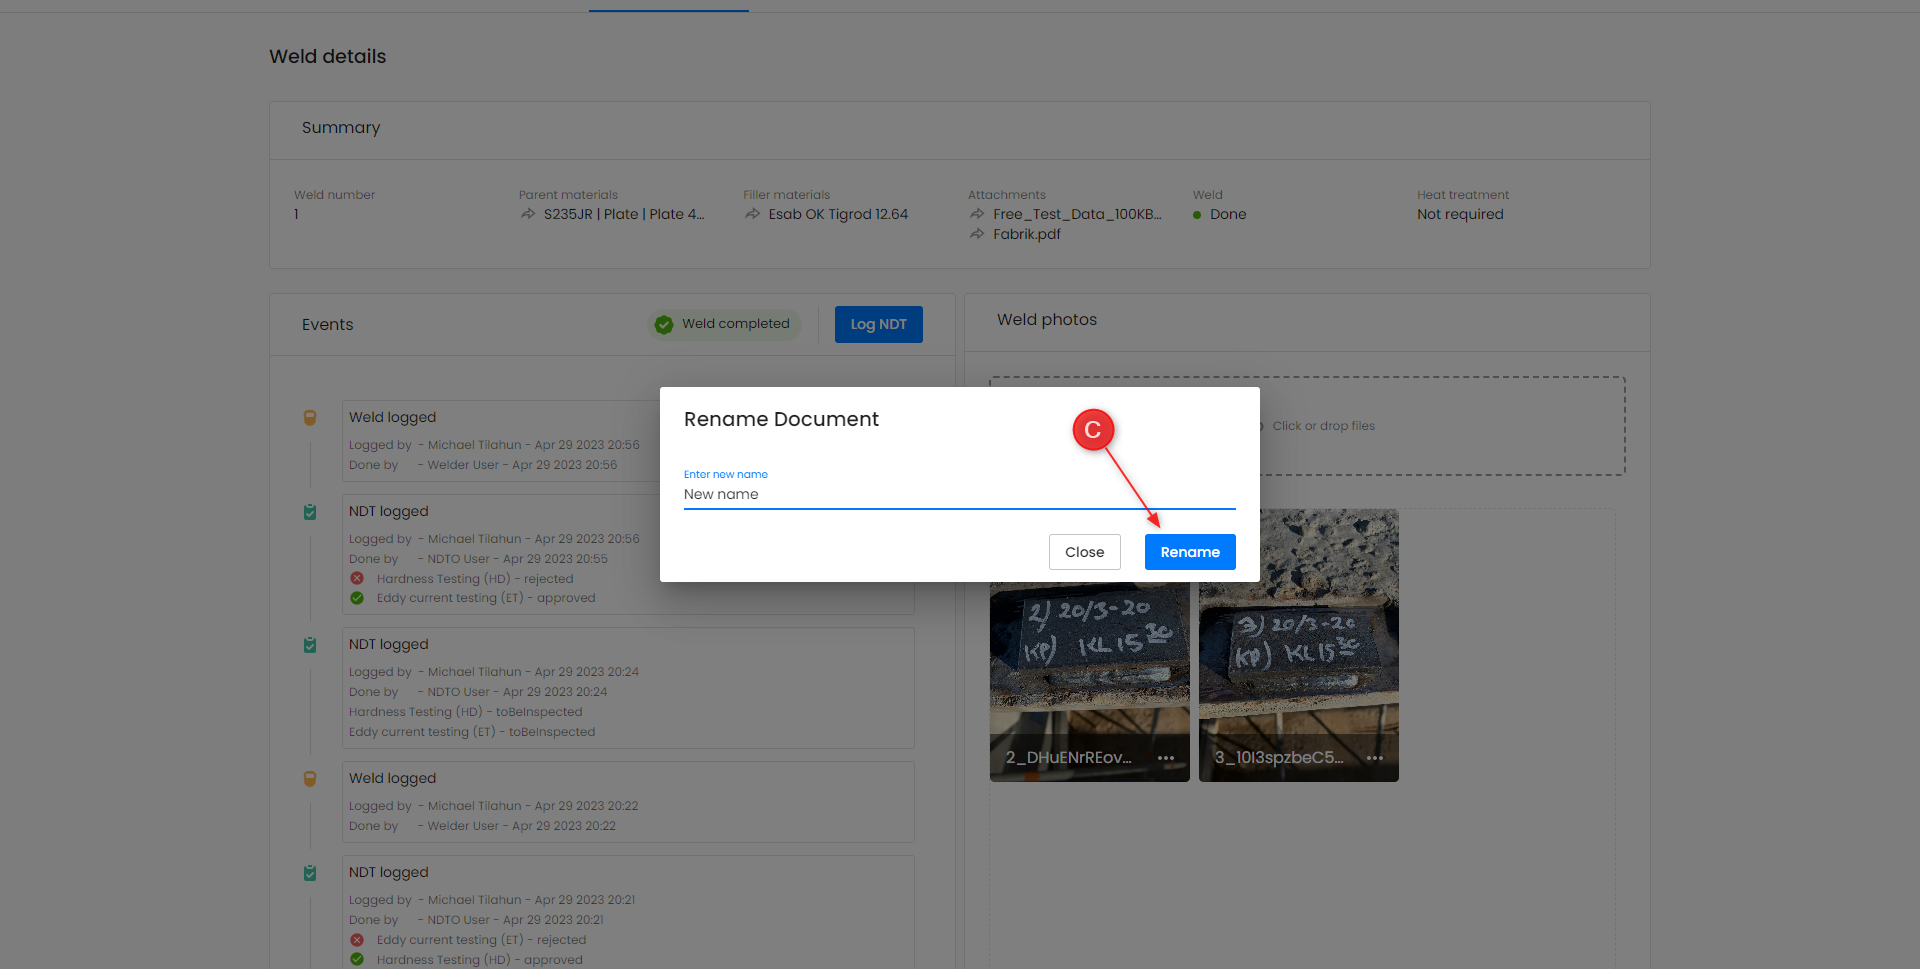 Weld details
Summary
Weld number
1
Parent materials
S235JR | Plate | Plate 4...
Filler materials
Esab OK Tigrod 12.64
Attachments
Free_Test_Data_100KB...
Fabrik.pdf
Weld
Done
Heat treatment
Not required
Events
Weld completed
Log NDT
Weld photos
Click or drop files
Rename Document
C
Enter new name
New name
Close
Rename
Weld logged
Logged by - Michael Tilahun - Apr 29 2023 20:56
Done by - Welder User - Apr 29 2023 20:56
NDT logged
Logged by - Michael Tilahun - Apr 29 2023 20:56
Done by - NDTO User - Apr 29 2023 20:55
Hardness Testing (HD) - rejected
Eddy current testing (ET) - approved
NDT logged
Logged by - Michael Tilahun - Apr 29 2023 20:24
Done by - NDTO User - Apr 29 2023 20:24
Hardness Testing (HD) - toBeInspected
Eddy current testing (ET) - toBeInspected
Weld logged
Logged by - Michael Tilahun - Apr 29 2023 20:22
Done by - Welder User - Apr 29 2023 20:22
NDT logged
Logged by - Michael Tilahun - Apr 29 2023 20:21
Done by - NDTO User - Apr 29 2023 20:21
Eddy current testing (ET) - rejected
Hardness Testing (HD) - approved
2) 20/3-20
KP) KL 15 30
2_DHuENrREov...
3) 20/3-20
KP) KL 15 30
3_10I3spzbeC5...